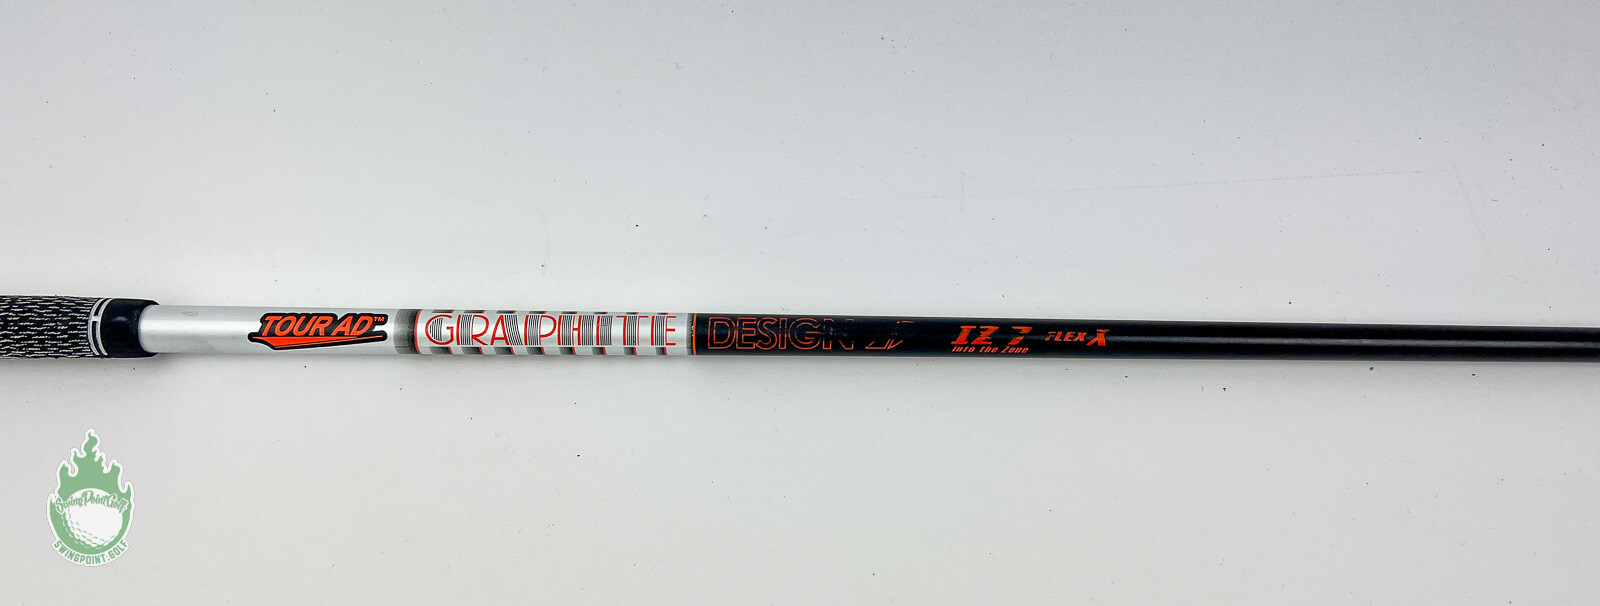 TOUR AD™
GRAPHITE DESIGN
IZ 7 FLEX-X
into the Zone
SwingPointGolf
SWINGPOINT.GOLF